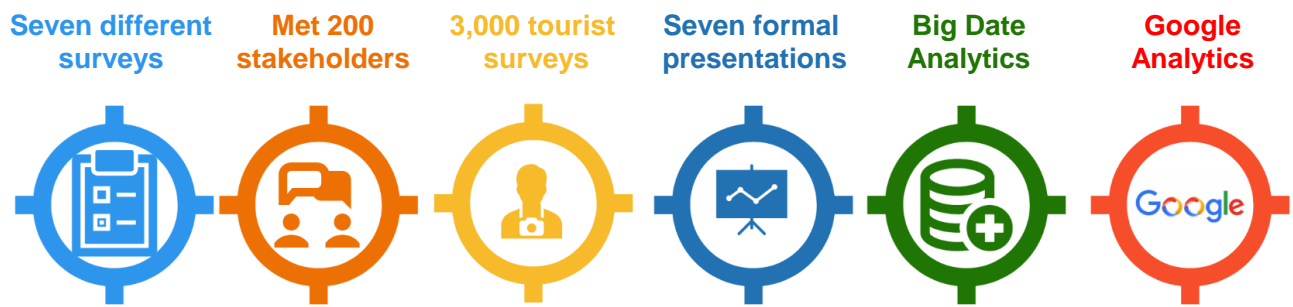 Seven different
surveys
Met 200
stakeholders
3,000 tourist
surveys
Seven formal
presentations
Big Date
Analytics
Google
Analytics
Google